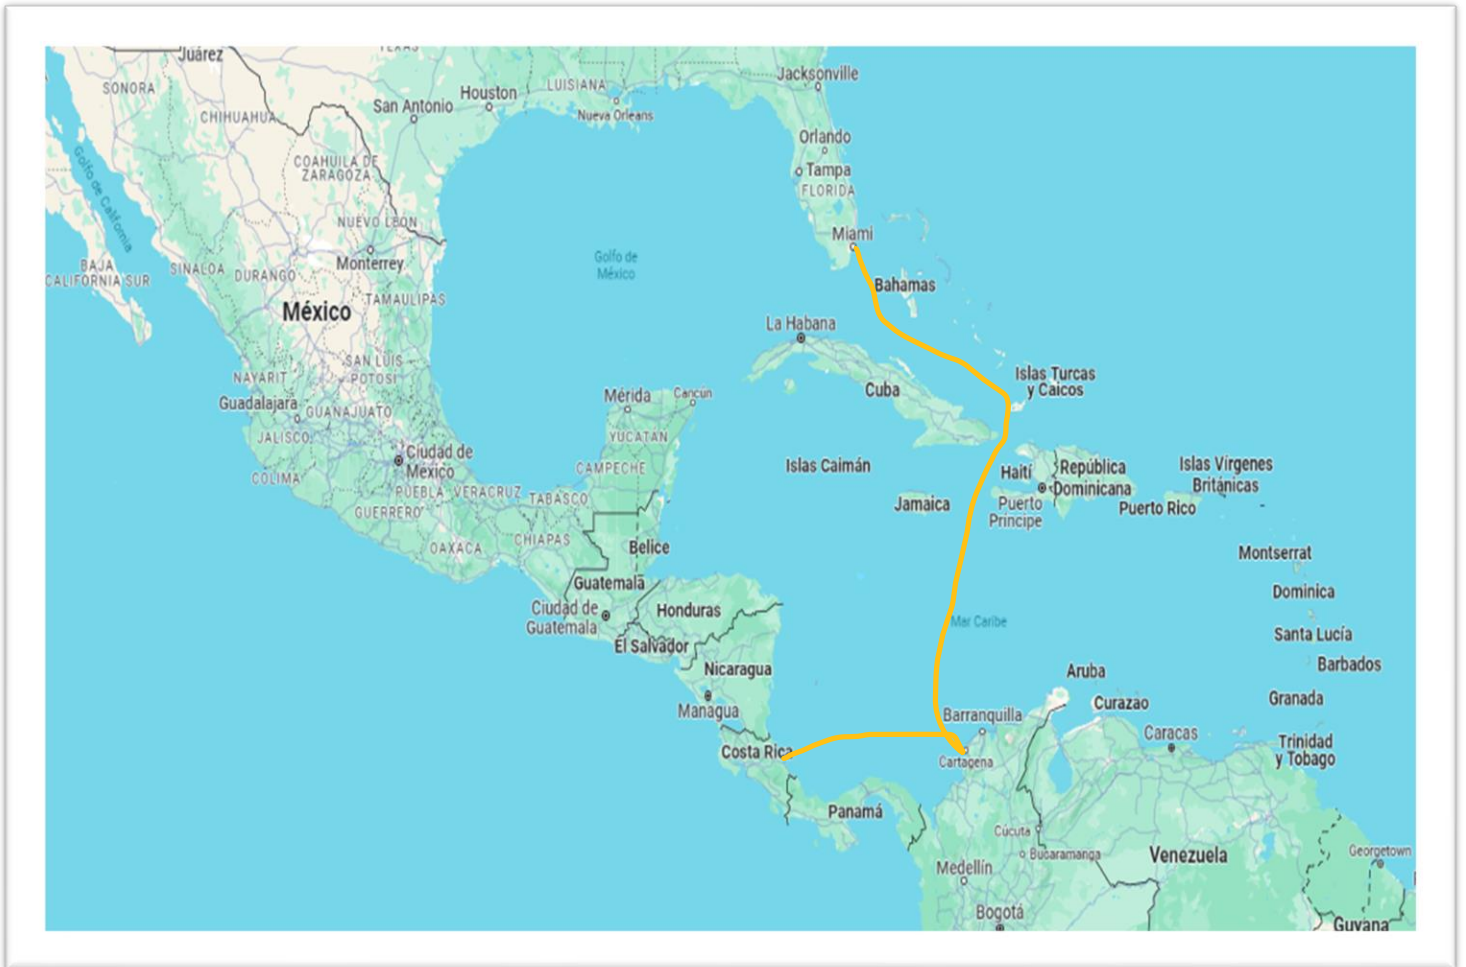 Juárez
TEXAS
SONORA
CHIHUAHUA
San Antonio
Houston
LUISIANA
Nueva Orleans
Jacksonville
Orlando
Tampa
FLORIDA
Miami
Golfo de California
COAHUILA DE
ZARAGOZA
NUEVO LEON
Monterrey
BAJA
CALIFORNIA SUR
SINALOA
DURANGO
México
TAMAULIPAS
Golfo de
México
Bahamas
La Habana
Cuba
Islas Turcas
y Caicos
SAN LUIS
POTOSI
NAYARIT
Guadalajara
GUANAJUATO
JALISCO
COLIMA
Ciudad de
México
PUEBLA
VERACRUZ
GUERRERO
OAXACA
TABASCO
CHIAPAS
Mérida
Cancún
YUCATAN
CAMPECHE
Islas Caimán
Jamaica
Haití
Puerto
Príncipe
República
Dominicana
Puerto Rico
Islas Vírgenes
Británicas
Belice
Guatemala
Ciudad de
Guatemala
Honduras
El Salvador
Nicaragua
Managua
Costa Rica
Panamá
Mar Caribe
Montserrat
Dominica
Santa Lucía
Barbados
Granada
Trinidad
y Tobago
Aruba
Curazao
Barranquilla
Cartagena
Caracas
Cúcuta
Bucaramanga
Medellín
Bogotá
Venezuela
Georgetown
Guyana